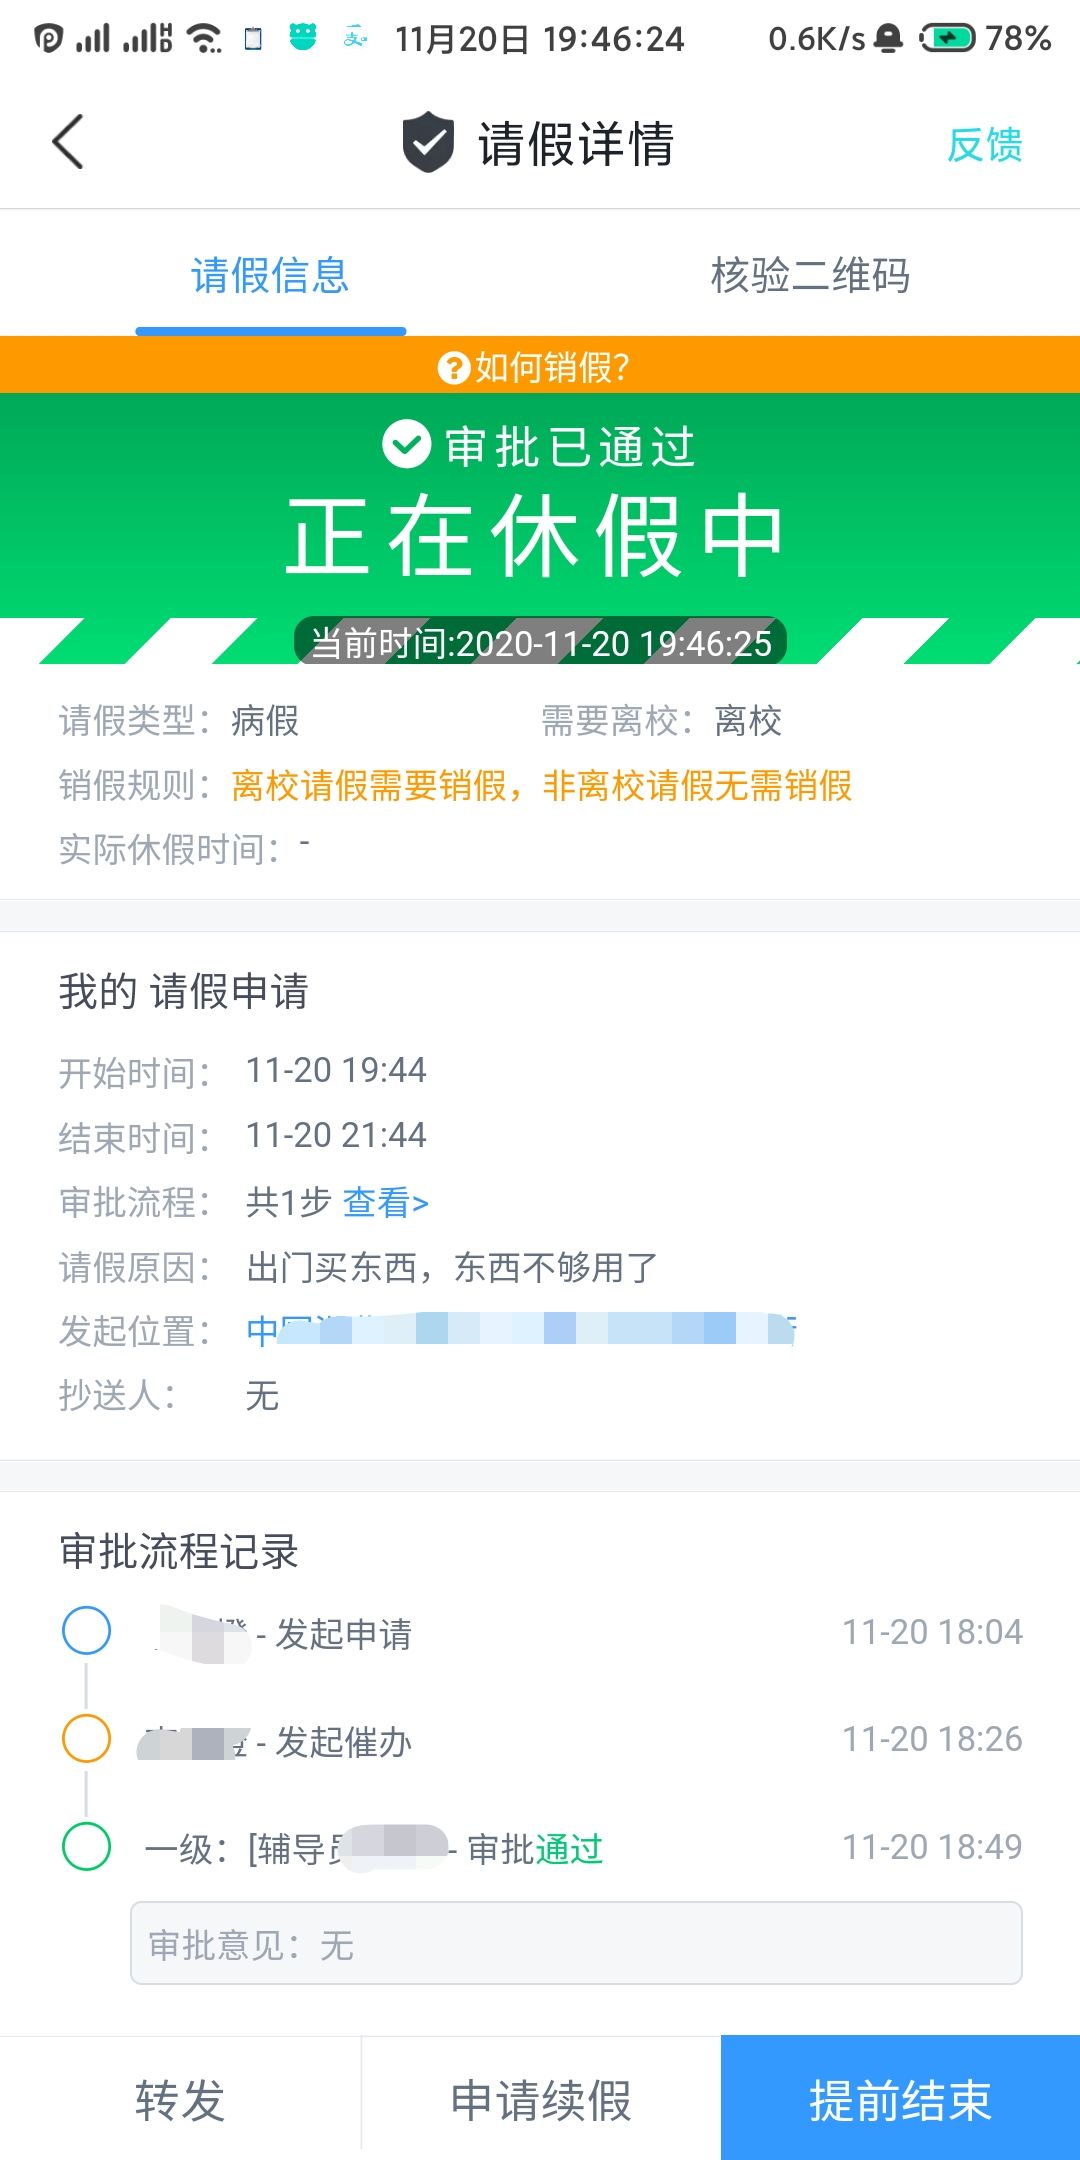 11月20日 19:46:24
0.6K/s
78%
请假详情
反馈
请假信息
核验二维码
如何销假？
审批已通过
正在休假中
当前时间:2020-11-20 19:46:25
请假类型：病假
需要离校：离校
销假规则：离校请假需要销假，非离校请假无需销假
实际休假时间：-
我的 请假申请
开始时间： 11-20 19:44
结束时间： 11-20 21:44
审批流程： 共1步 查看>
请假原因： 出门买东西，东西不够用了
发起位置： 中
抄送人： 无
审批流程记录
- 发起申请 11-20 18:04
- 发起催办 11-20 18:26
一级：[辅导员 - 审批通过 11-20 18:49
审批意见：无
转发
申请续假
提前结束